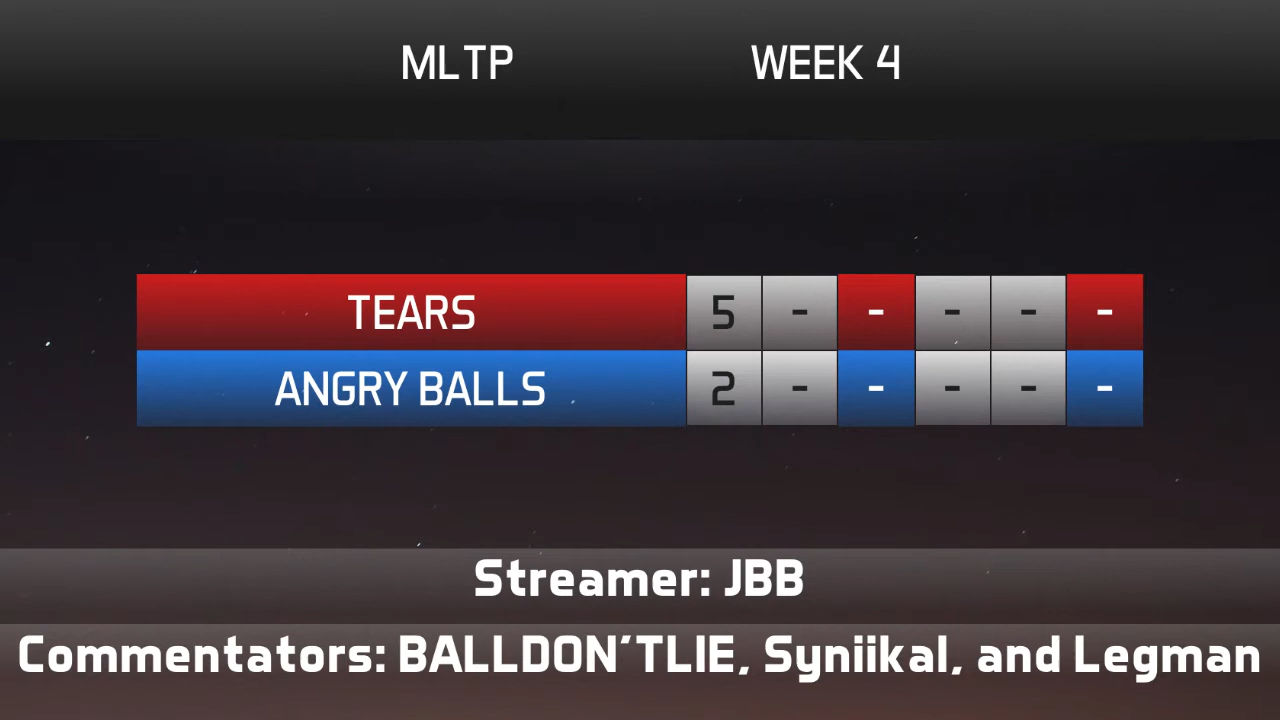 MLTP WEEK 4
TEARS 5 - - - - -
ANGRY BALLS 2 - - - - -
Streamer: JBB
Commentators: BALLDON'TLIE, Syniikal, and Legman